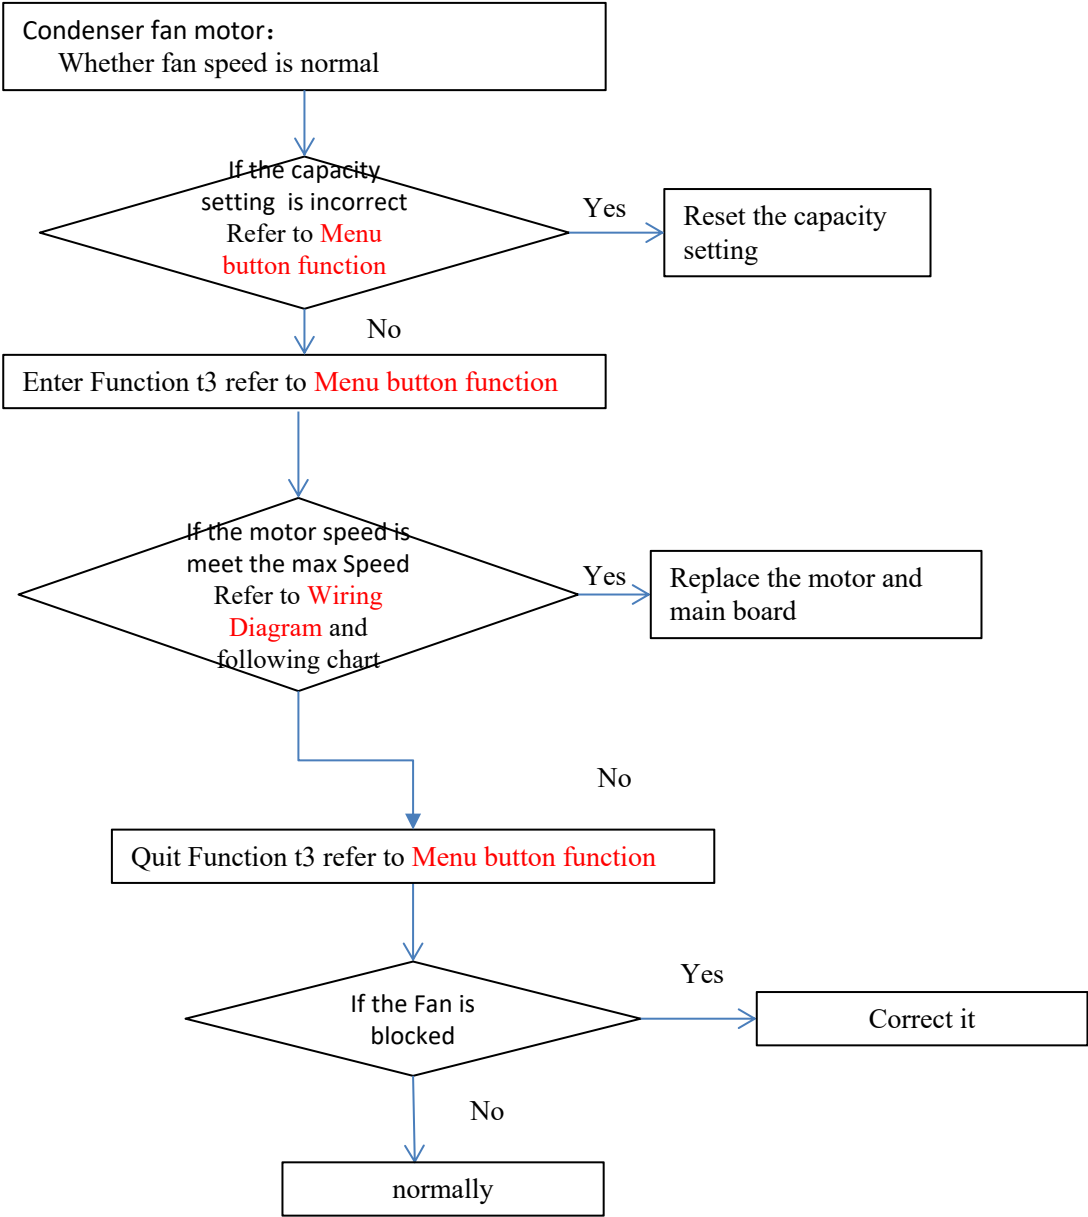 Condenser fan motor：
Whether fan speed is normal
If the capacity
setting is incorrect
Refer to Menu
button function
Yes
Reset the capacity
setting
No
Enter Function t3 refer to Menu button function
If the motor speed is
meet the max Speed
Refer to Wiring
Diagram and
following chart
Yes
Replace the motor and
main board
No
Quit Function t3 refer to Menu button function
If the Fan is
blocked
Yes
Correct it
No
normally